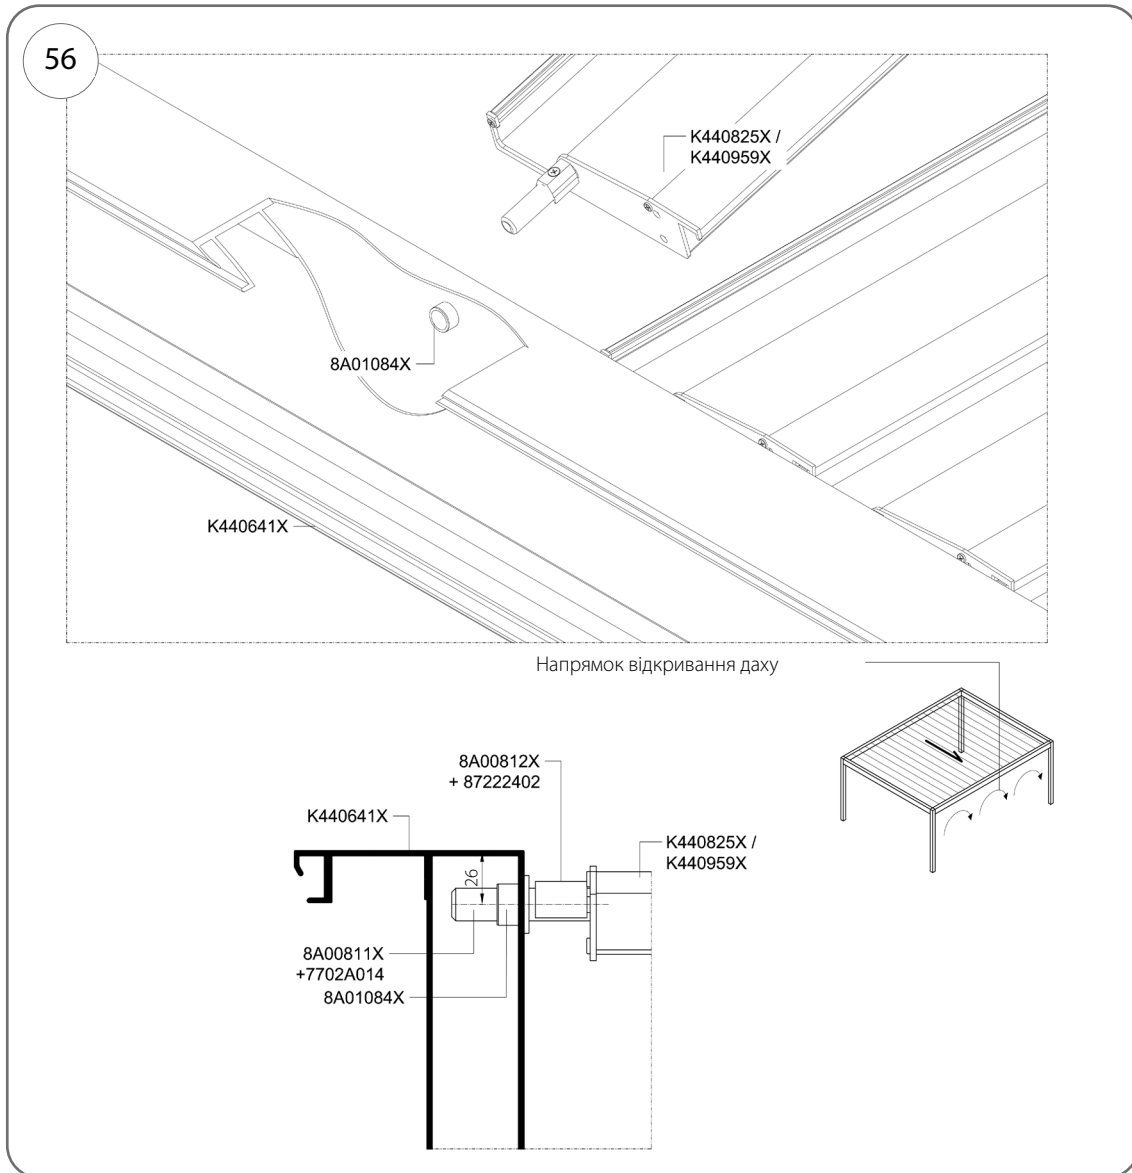 56
K440825X /
K440959X
8A01084X
K440641X
Напрямок відкривання даху
8A00812X
+ 87222402
K440641X
K440825X /
K440959X
26
8A00811X
+7702A014
8A01084X